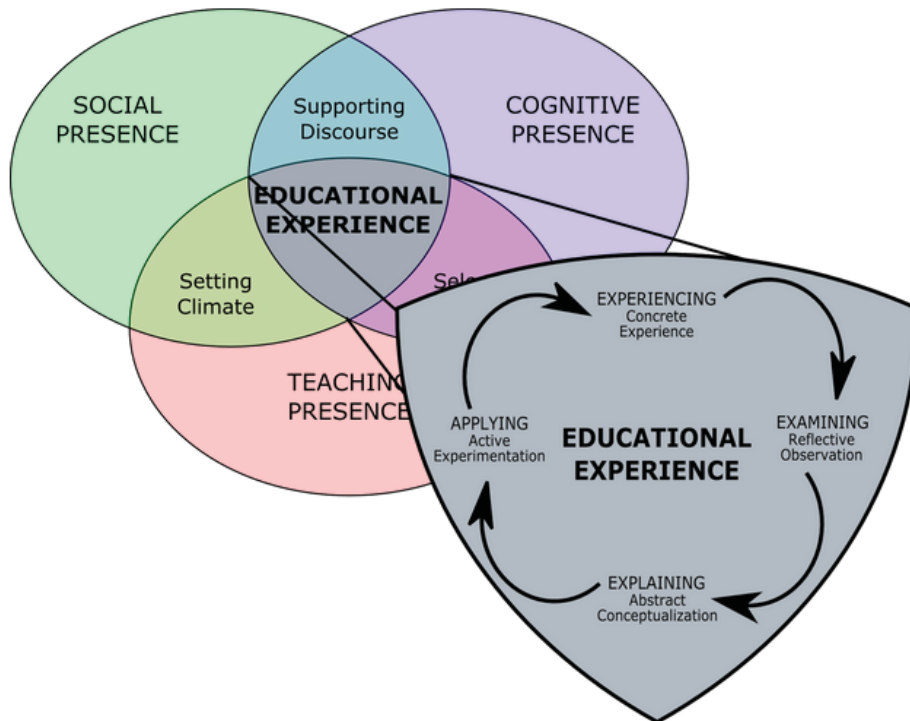 SOCIAL
PRESENCE
Supporting
Discourse
COGNITIVE
PRESENCE
EDUCATIONAL
EXPERIENCE
Setting
Climate
TEACHING
PRESENCE
EXPERIENCING
Concrete
Experience
APPLYING
Active
Experimentation
EDUCATIONAL
EXPERIENCE
EXAMINING
Reflective
Observation
EXPLAINING
Abstract
Conceptualization